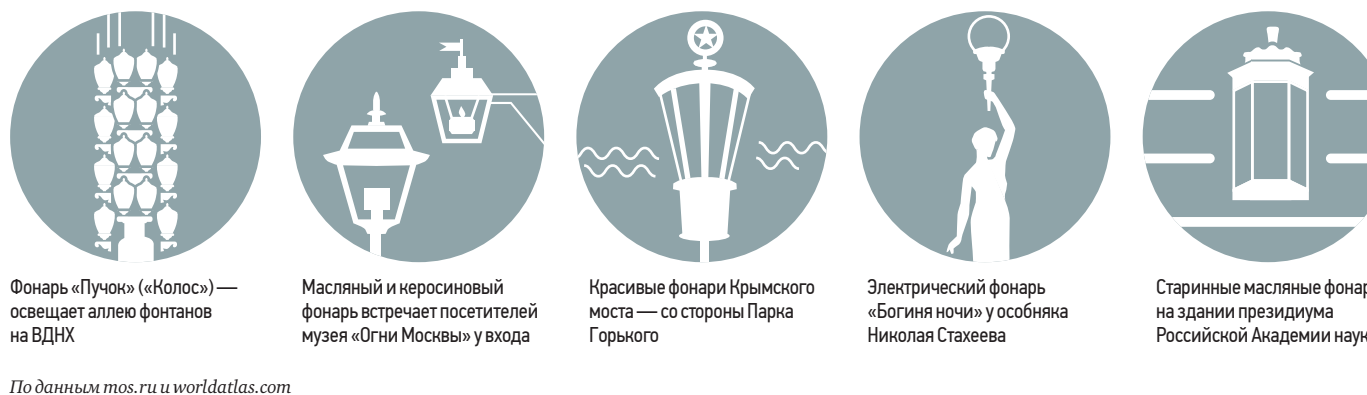 Фонарь «Пучок» («Колос») —
освещает аллею фонтанов
на ВДНХ
Масляный и керосиновый
фонарь встречает посетителей
музея «Огни Москвы» у входа
Красивые фонари Крымского
моста — со стороны Парка
Горького
Электрический фонарь
«Богиня ночи» у особняка
Николая Стахеева
Старинные масляные
на здании президиума
Российской Академии наук
По данным mos.ru и worldatlas.com